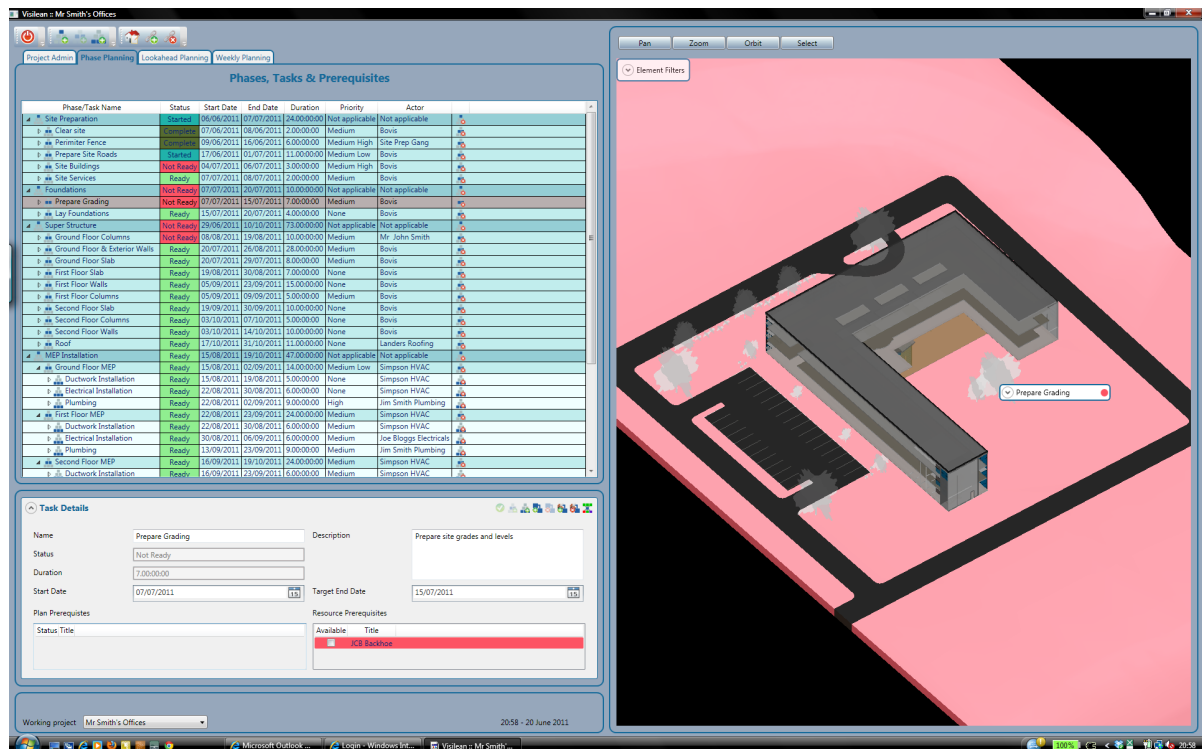 Visilean :: Mr Smith's Offices
Project Admin Phase Planning Lookahead Planning Weekly Planning
Phases, Tasks & Prerequisites
Phase/Task Name Status Start Date End Date Duration Priority Actor
Site Preparation Started 06/06/2011 07/07/2011 24.00:00:00 Not applicable Not applicable
Clear site Complete 07/06/2011 08/06/2011 2.00:00:00 Medium Bovis
Perimiter Fence Complete 09/06/2011 16/06/2011 6.00:00:00 Medium High Site Prep Gang
Prepare Site Roads Started 17/06/2011 01/07/2011 11.00:00:00 Medium Low Bovis
Site Buildings Not Ready 04/07/2011 06/07/2011 3.00:00:00 Medium High Bovis
Site Services Ready 07/07/2011 08/07/2011 2.00:00:00 Medium Bovis
Foundations Not Ready 07/07/2011 20/07/2011 10.00:00:00 Not applicable Not applicable
Prepare Grading Not Ready 07/07/2011 15/07/2011 7.00:00:00 Medium Bovis
Lay Foundations Ready 15/07/2011 20/07/2011 4.00:00:00 None Bovis
Super Structure Not Ready 29/06/2011 10/10/2011 73.00:00:00 Not applicable Not applicable
Ground Floor Columns Not Ready 08/08/2011 19/08/2011 10.00:00:00 Medium Mr John Smith
Ground Floor & Exterior Walls Ready 20/07/2011 26/08/2011 28.00:00:00 Medium Bovis
Ground Floor Slab Ready 20/07/2011 29/07/2011 8.00:00:00 Medium Bovis
First Floor Slab Ready 19/08/2011 30/08/2011 7.00:00:00 None Bovis
First Floor Walls Ready 05/09/2011 23/09/2011 15.00:00:00 None Bovis
First Floor Columns Ready 05/09/2011 09/09/2011 5.00:00:00 Medium Bovis
Second Floor Slab Ready 19/09/2011 30/09/2011 10.00:00:00 None Bovis
Second Floor Columns Ready 03/10/2011 07/10/2011 5.00:00:00 None Bovis
Second Floor Walls Ready 03/10/2011 14/10/2011 10.00:00:00 None Bovis
Roof Ready 17/10/2011 31/10/2011 11.00:00:00 None Landers Roofing
MEP Installation Ready 15/08/2011 19/10/2011 47.00:00:00 Not applicable Not applicable
Ground Floor MEP Ready 15/08/2011 02/09/2011 14.00:00:00 Medium Low Simpson HVAC
Ductwork Installation Ready 15/08/2011 19/08/2011 5.00:00:00 None Simpson HVAC
Electrical Installation Ready 22/08/2011 30/08/2011 6.00:00:00 None Simpson HVAC
Plumbing Ready 22/08/2011 02/09/2011 9.00:00:00 High Jim Smith Plumbing
First Floor MEP Ready 22/08/2011 23/09/2011 24.00:00:00 Medium Simpson HVAC
Ductwork Installation Ready 22/08/2011 30/08/2011 6.00:00:00 Medium Simpson HVAC
Electrical Installation Ready 30/08/2011 06/09/2011 6.00:00:00 Medium Joe Bloggs Electricals
Plumbing Ready 13/09/2011 23/09/2011 9.00:00:00 Medium Jim Smith Plumbing
Second Floor MEP Ready 16/09/2011 19/10/2011 24.00:00:00 Medium Simpson HVAC
Ductwork Installation Ready 16/09/2011 23/09/2011 6.00:00:00 Medium Simpson HVAC
Task Details
Name Prepare Grading Description Prepare site grades and levels
Status Not Ready
Duration 7.00:00:00
Start Date 07/07/2011 15 Target End Date 15/07/2011 15
Plan Prerequistes Resource Prerequisites
Status Title Available Title
JCB Backhoe
Working project Mr Smith's Offices 20:58 - 20 June 2011
Pan Zoom Orbit Select
Element Filters
Prepare Grading
Microsoft Outlook ... Login - Windows Int... Visilean :: Mr Smith'... 100% 20:58